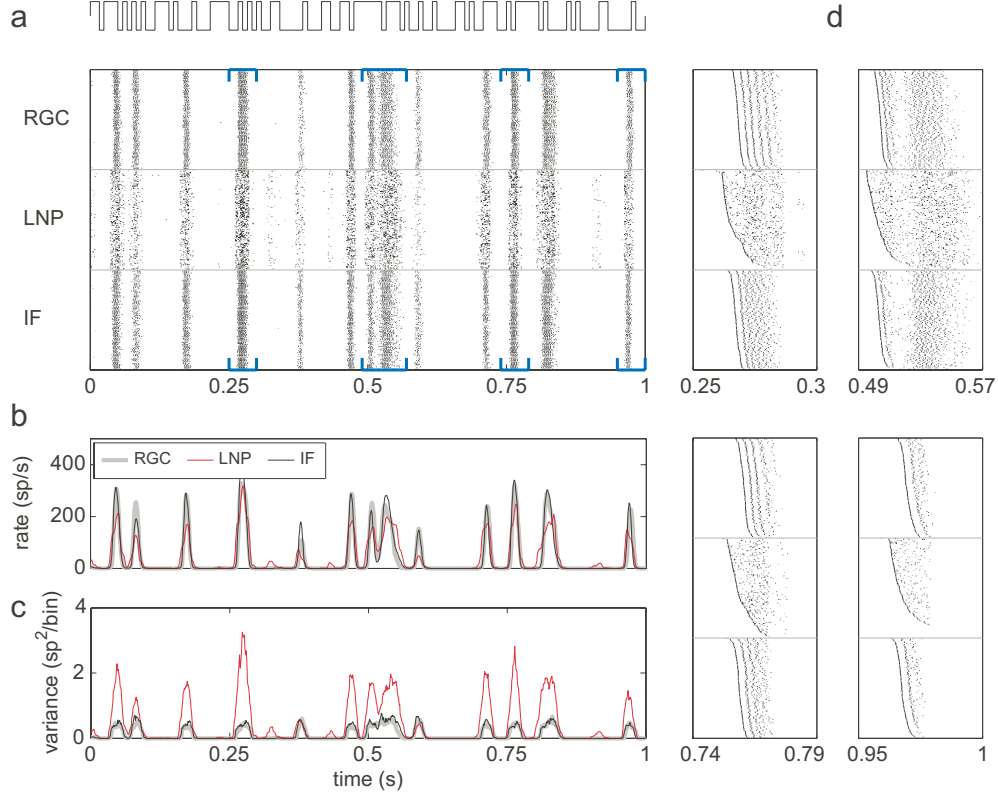 a
d
RGC
LNP
IF
0 0.25 0.5 0.75 1
0.25 0.3
0.49 0.57
b
rate (sp/s)
400
200
0
RGC LNP IF
c
variance (sp²/bin)
4
2
0
0 0.25 0.5 0.75 1
time (s)
0.74 0.79
0.95 1